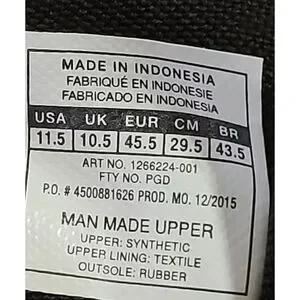 MADE IN INDONESIA
FABRIQUÉ EN INDONESIE
FABRICADO EN INDONESIA
USA UK EUR CM BR
11.5 10.5 45.5 29.5 43.5
ART NO. 1266224-001
FTY NO. PGD
P.O. # 4500881626 PROD. MO. 12/2015
MAN MADE UPPER
UPPER: SYNTHETIC
UPPER LINING: TEXTILE
OUTSOLE: RUBBER